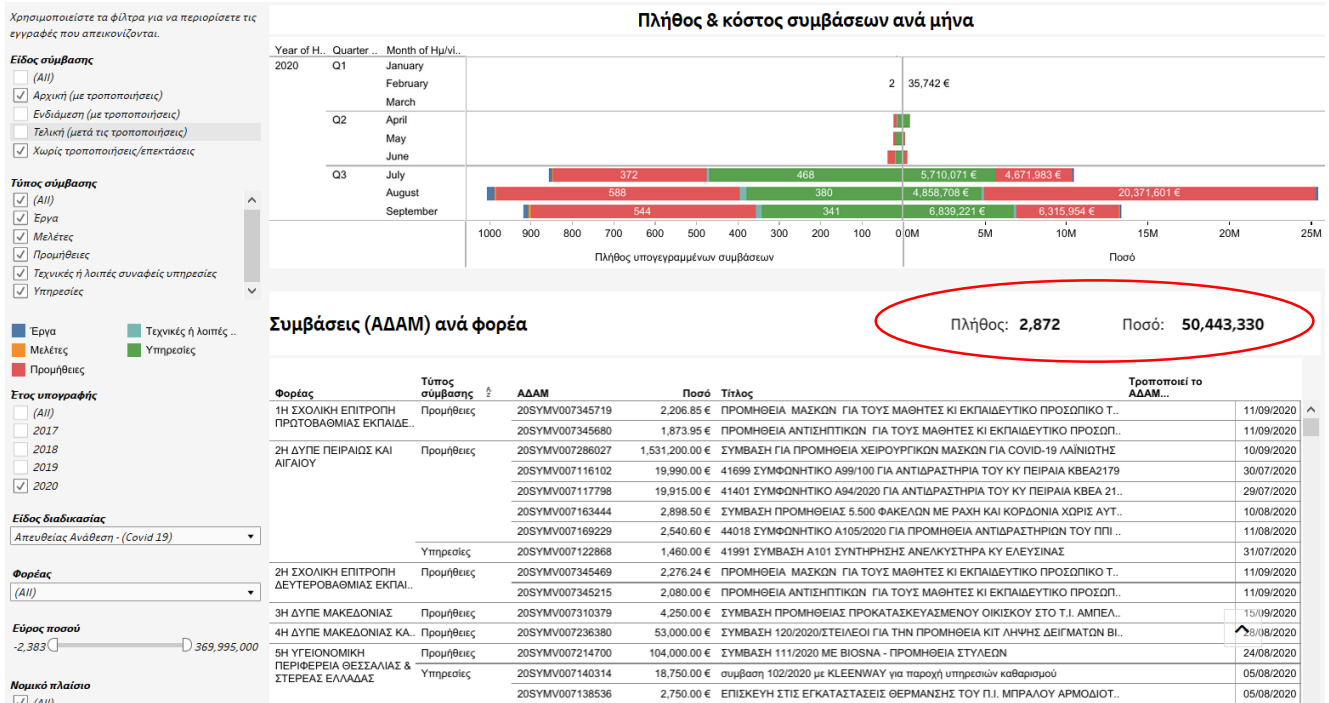 Χρησιμοποιείστε τα φίλτρα για να περιορίσετε τις
εγγραφές που απεικονίζονται.
Είδος σύμβασης
(All)
Αρχική (με τροποποιήσεις)
Ενδιάμεση (με τροποποιήσεις)
Τελική (μετά τις τροποποιήσεις)
Χωρίς τροποποιήσεις/επεκτάσεις
Τύπος σύμβασης
(All)
Έργα
Μελέτες
Προμήθειες
Τεχνικές ή λοιπές συναφείς υπηρεσίες
Υπηρεσίες
Έργα Τεχνικές ή λοιπές ..
Μελέτες Υπηρεσίες
Προμήθειες
Έτος υπογραφής
(All)
2017
2018
2019
2020
Είδος διαδικασίας
Απευθείας Ανάθεση - (Covid 19)
Φορέας
(All)
Εύρος ποσού
-2,383 369,995,000
Νομικό πλαίσιο
(All)
Πλήθος & κόστος συμβάσεων ανά μήνα
Year of H.. Quarter .. Month of Ημ/νί..
2020 Q1 January
February 2 35,742 €
March
Q2 April
May
June
Q3 July 372 468 5,710,071 € 4,671,983 €
August 588 380 4,858,708 € 20,371,601 €
September 544 341 6,839,221 € 6,315,954 €
1000 900 800 700 600 500 400 300 200 100 0 0M 5M 10M 15M 20M 25M
Πλήθος υπογεγραμμένων συμβάσεων Ποσό
Συμβάσεις (ΑΔΑΜ) ανά φορέα Πλήθος: 2,872 Ποσό: 50,443,330
Φορέας Τύπος σύμβασης ΑΔΑΜ Ποσό Τίτλος Τροποποιεί το ΑΔΑΜ...
1Η ΣΧΟΛΙΚΗ ΕΠΙΤΡΟΠΗ Προμήθειες 20SYMV007345719 2,206.85 € ΠΡΟΜΗΘΕΙΑ ΜΑΣΚΩΝ ΓΙΑ ΤΟΥΣ ΜΑΘΗΤΕΣ ΚΙ ΕΚΠΑΙΔΕΥΤΙΚΟ ΠΡΟΣΩΠΙΚΟ Τ.. 11/09/2020
ΠΡΩΤΟΒΑΘΜΙΑΣ ΕΚΠΑΙΔΕ.. 20SYMV007345680 1,873.95 € ΠΡΟΜΗΘΕΙΑ ΑΝΤΙΣΗΠΤΙΚΩΝ ΓΙΑ ΤΟΥΣ ΜΑΘΗΤΕΣ ΚΙ ΕΚΠΑΙΔΕΥΤΙΚΟ ΠΡΟΣΩΠ.. 11/09/2020
2Η ΔΥΠΕ ΠΕΙΡΑΙΩΣ ΚΑΙ Προμήθειες 20SYMV007286027 1,531,200.00 € ΣΥΜΒΑΣΗ ΓΙΑ ΠΡΟΜΗΘΕΙΑ ΧΕΙΡΟΥΡΓΙΚΩΝ ΜΑΣΚΩΝ ΓΙΑ COVID-19 ΛΑΪΝΙΩΤΗΣ 10/09/2020
ΑΙΓΑΙΟΥ 20SYMV007116102 19,990.00 € 41699 ΣΥΜΦΩΝΗΤΙΚΟ Α99/100 ΓΙΑ ΑΝΤΙΔΡΑΣΤΗΡΙΑ ΤΟΥ ΚΥ ΠΕΙΡΑΙΑ ΚΒΕΑ2179 30/07/2020
20SYMV007117798 19,915.00 € 41401 ΣΥΜΦΩΝΗΤΙΚΟ Α94/2020 ΓΙΑ ΑΝΤΙΔΡΑΣΤΗΡΙΑ ΤΟΥ ΚΥ ΠΕΙΡΑΙΑ ΚΒΕΑ 21.. 29/07/2020
20SYMV007163444 2,898.50 € ΣΥΜΒΑΣΗ ΠΡΟΜΗΘΕΙΑΣ 5.500 ΦΑΚΕΛΩΝ ΜΕ ΡΑΧΗ ΚΑΙ ΚΟΡΔΟΝΙΑ ΧΩΡΙΣ ΑΥΤ.. 10/08/2020
20SYMV007169229 2,540.60 € 44018 ΣΥΜΦΩΝΗΤΙΚΟ Α105/2020 ΓΙΑ ΠΡΟΜΗΘΕΙΑ ΑΝΤΙΔΡΑΣΤΗΡΙΩΝ ΤΟΥ ΠΠΙ .. 11/08/2020
Υπηρεσίες 20SYMV007122868 1,460.00 € 41991 ΣΥΜΒΑΣΗ Α101 ΣΥΝΤΗΡΗΣΗΣ ΑΝΕΛΚΥΣΤΗΡΑ ΚΥ ΕΛΕΥΣΙΝΑΣ 31/07/2020
2Η ΣΧΟΛΙΚΗ ΕΠΙΤΡΟΠΗ Προμήθειες 20SYMV007345469 2,276.24 € ΠΡΟΜΗΘΕΙΑ ΜΑΣΚΩΝ ΓΙΑ ΤΟΥΣ ΜΑΘΗΤΕΣ ΚΙ ΕΚΠΑΙΔΕΥΤΙΚΟ ΠΡΟΣΩΠΙΚΟ Τ.. 11/09/2020
ΔΕΥΤΕΡΟΒΑΘΜΙΑΣ ΕΚΠΑΙ.. 20SYMV007345215 2,080.00 € ΠΡΟΜΗΘΕΙΑ ΑΝΤΙΣΗΠΤΙΚΩΝ ΓΙΑ ΤΟΥΣ ΜΑΘΗΤΕΣ ΚΙ ΕΚΠΑΙΔΕΥΤΙΚΟ ΠΡΟΣΩΠ.. 11/09/2020
3Η ΔΥΠΕ ΜΑΚΕΔΟΝΙΑΣ Προμήθειες 20SYMV007310379 4,250.00 € ΣΥΜΒΑΣΗ ΠΡΟΜΗΘΕΙΑΣ ΠΡΟΚΑΤΑΣΚΕΥΑΣΜΕΝΟΥ ΟΙΚΙΣΚΟΥ ΣΤΟ Τ.Ι. ΑΜΠΕΛ.. 15/09/2020
4Η ΔΥΠΕ ΜΑΚΕΔΟΝΙΑΣ ΚΑ.. Προμήθειες 20SYMV007236380 53,000.00 € ΣΥΜΒΑΣΗ 120/2020/ΣΤΕΙΛΕΟΙ ΓΙΑ ΤΗΝ ΠΡΟΜΗΘΕΙΑ ΚΙΤ ΛΗΨΗΣ ΔΕΙΓΜΑΤΩΝ ΒΙ.. 28/08/2020
5Η ΥΓΕΙΟΝΟΜΙΚΗ Προμήθειες 20SYMV007214700 104,000.00 € ΣΥΜΒΑΣΗ 111/2020 ΜΕ BIOSNA - ΠΡΟΜΗΘΕΙΑ ΣΤΥΛΕΩΝ 24/08/2020
ΠΕΡΙΦΕΡΕΙΑ ΘΕΣΣΑΛΙΑΣ & Υπηρεσίες 20SYMV007140314 18,750.00 € συμβαση 102/2020 με KLEENWAY για παροχή υπηρεσιών καθαρισμού 05/08/2020
ΣΤΕΡΕΑΣ ΕΛΛΑΔΑΣ 20SYMV007138536 2,750.00 € ΕΠΙΣΚΕΥΗ ΣΤΙΣ ΕΓΚΑΤΑΣΤΑΣΕΙΣ ΘΕΡΜΑΝΣΗΣ ΤΟΥ Π.Ι. ΜΠΡΑΛΟΥ ΑΡΜΟΔΙΟΤ.. 05/08/2020